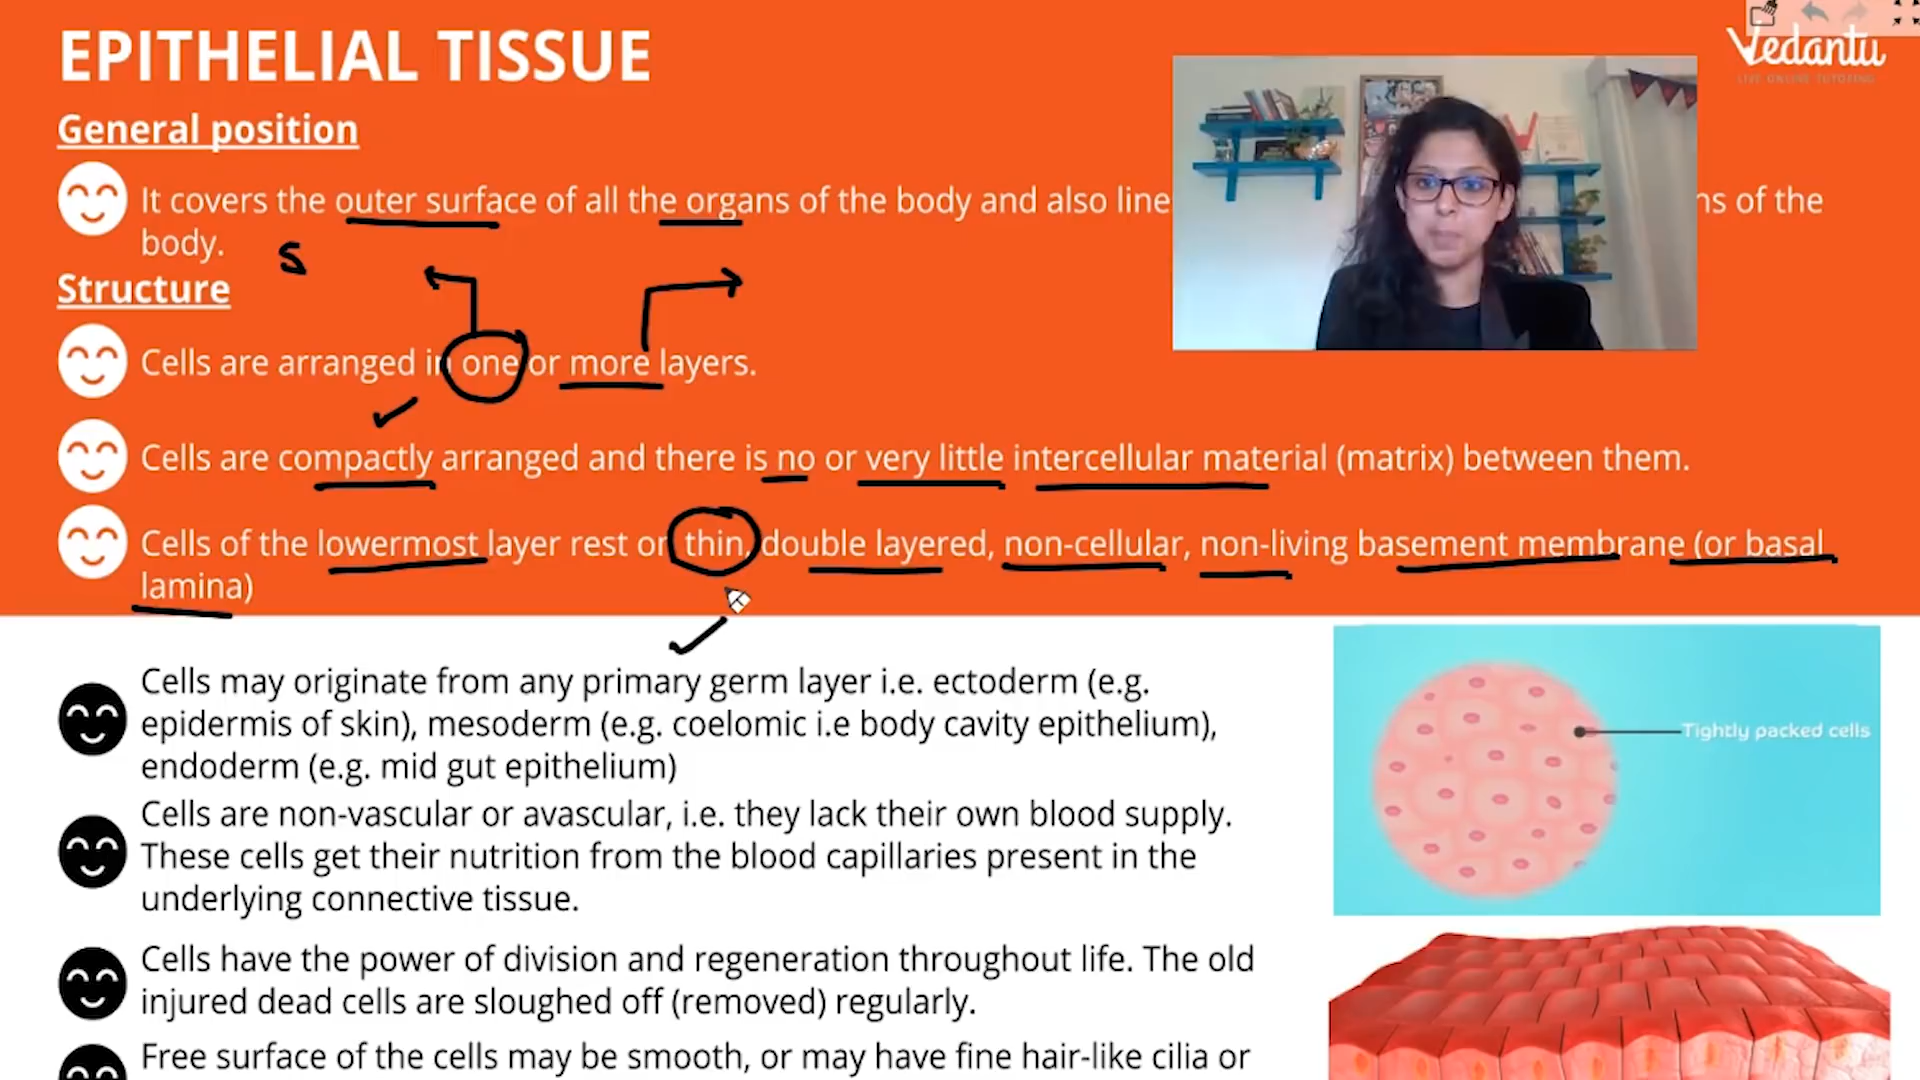 EPITHELIAL TISSUE
Vedantu
LIVE ONLINE TUTORING
General position
It covers the outer surface of all the organs of the body and also line ns of the
body.
S
Structure
Cells are arranged in one or more layers.
Cells are compactly arranged and there is no or very little intercellular material (matrix) between them.
Cells of the lowermost layer rest on thin, double layered, non-cellular, non-living basement membrane (or basal
lamina)
Cells may originate from any primary germ layer i.e. ectoderm (e.g.
epidermis of skin), mesoderm (e.g. coelomic i.e body cavity epithelium),
endoderm (e.g. mid gut epithelium)
Tightly packed cells
Cells are non-vascular or avascular, i.e. they lack their own blood supply.
These cells get their nutrition from the blood capillaries present in the
underlying connective tissue.
Cells have the power of division and regeneration throughout life. The old
injured dead cells are sloughed off (removed) regularly.
Free surface of the cells may be smooth, or may have fine hair-like cilia or